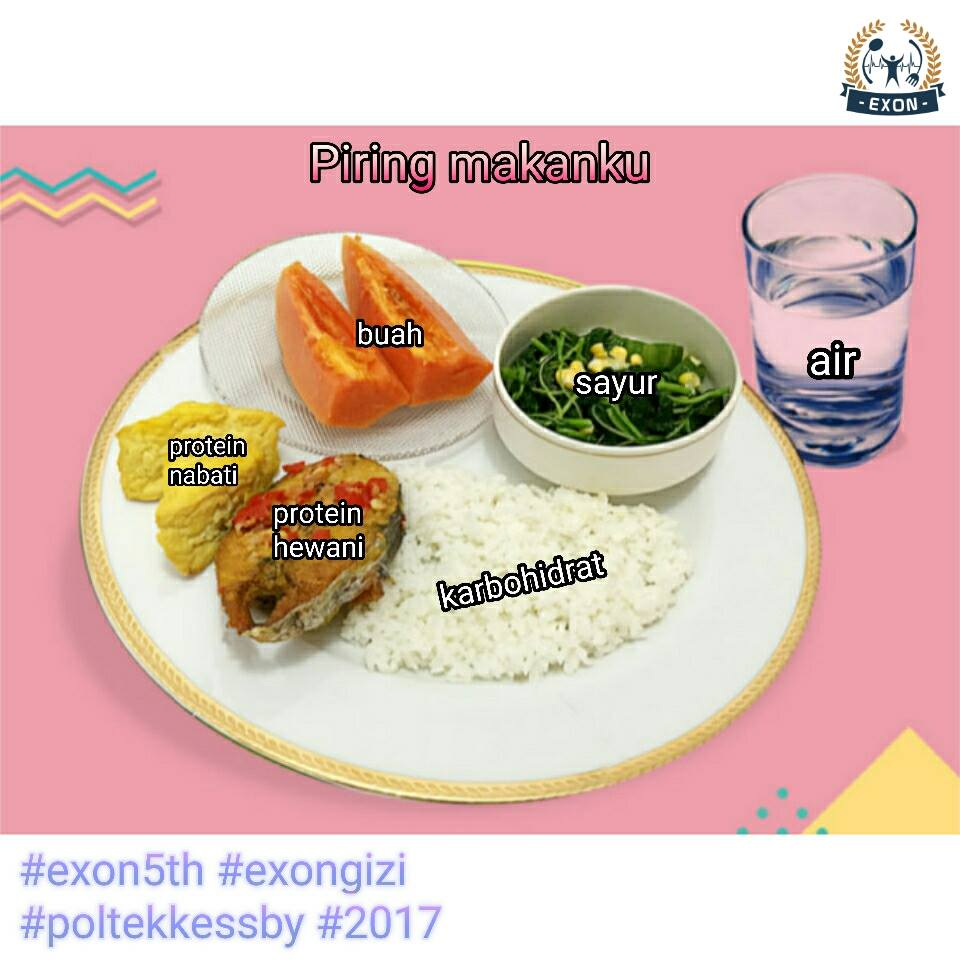 - EXON -
Piring makanku
buah
sayur
air
protein
nabati
protein
hewani
karbohidrat
#exon5th #exongizi
#poltekkessby #2017